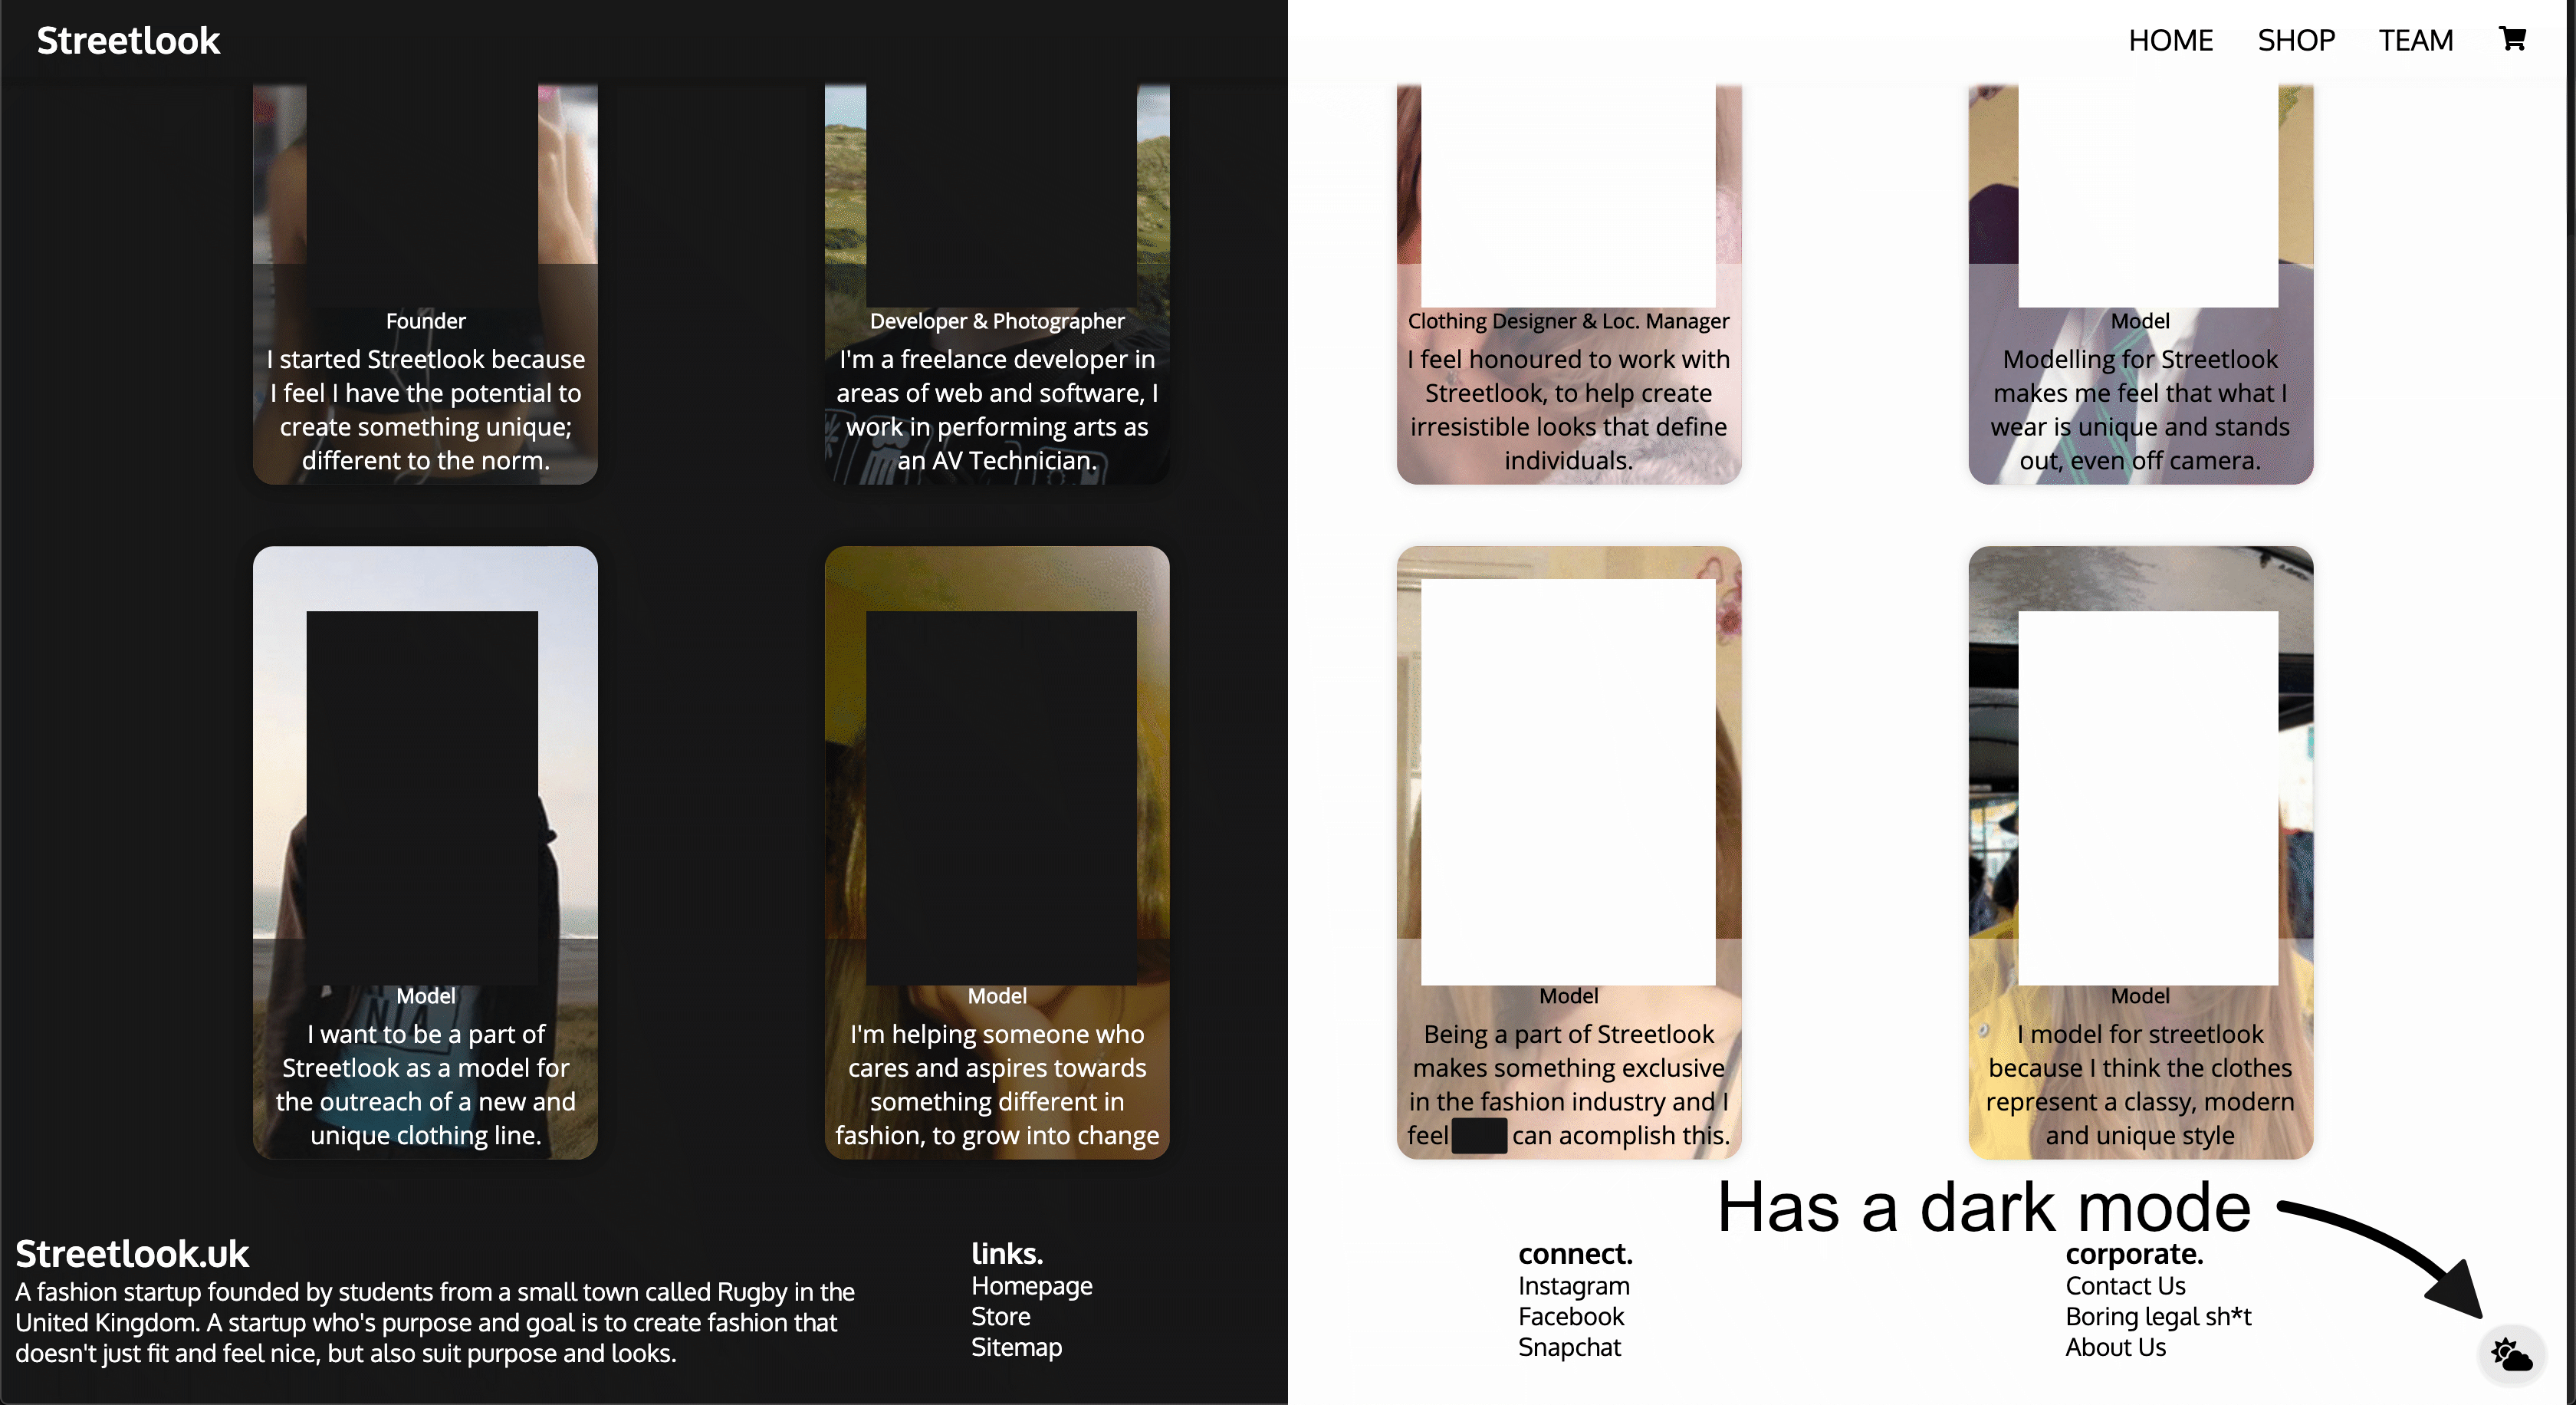 Streetlook
HOME SHOP TEAM
Founder
I started Streetlook because
I feel I have the potential to
create something unique;
different to the norm.
Developer & Photographer
I'm a freelance developer in
areas of web and software, I
work in performing arts as
an AV Technician.
Clothing Designer & Loc. Manager
I feel honoured to work with
Streetlook, to help create
irresistible looks that define
individuals.
Model
Modelling for Streetlook
makes me feel that what I
wear is unique and stands
out, even off camera.
Model
I want to be a part of
Streetlook as a model for
the outreach of a new and
unique clothing line.
Model
I'm helping someone who
cares and aspires towards
something different in
fashion, to grow into change
Model
Being a part of Streetlook
makes something exclusive
in the fashion industry and I
feel can acomplish this.
Model
I model for streetlook
because I think the clothes
represent a classy, modern
and unique style
Has a dark mode
Streetlook.uk
A fashion startup founded by students from a small town called Rugby in the
United Kingdom. A startup who's purpose and goal is to create fashion that
doesn't just fit and feel nice, but also suit purpose and looks.
links.
Homepage
Store
Sitemap
connect.
Instagram
Facebook
Snapchat
corporate.
Contact Us
Boring legal sh*t
About Us